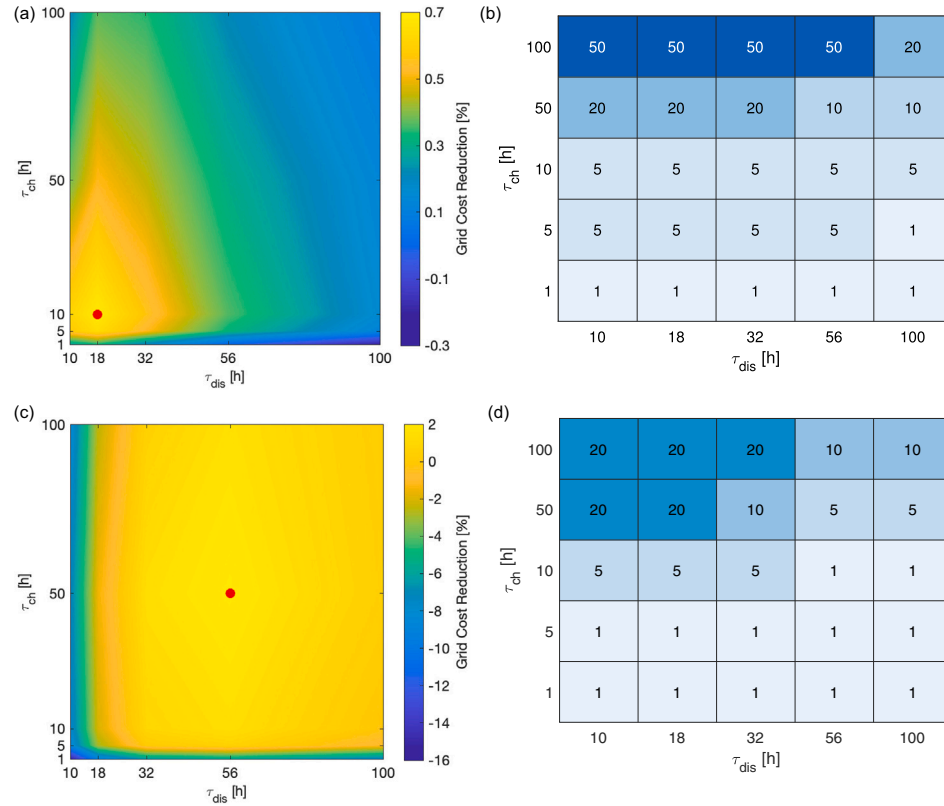 (a)
100
50
10
5
1
τch [h]
10 18 32 56 100
τdis [h]
0.7
0.5
0.3
0.1
-0.1
-0.3
Grid Cost Reduction [%]
(b)
100 50 50 50 50 20
50 20 20 20 10 10
10 5 5 5 5 5
5 5 5 5 5 1
1 1 1 1 1 1
τch [h]
10 18 32 56 100
τdis [h]
(c)
100
50
10
5
1
τch [h]
10 18 32 56 100
τdis [h]
2
0
-2
-4
-6
-8
-10
-12
-14
-16
Grid Cost Reduction [%]
(d)
100 20 20 20 10 10
50 20 20 10 5 5
10 5 5 5 1 1
5 1 1 1 1 1
1 1 1 1 1 1
τch [h]
10 18 32 56 100
τdis [h]